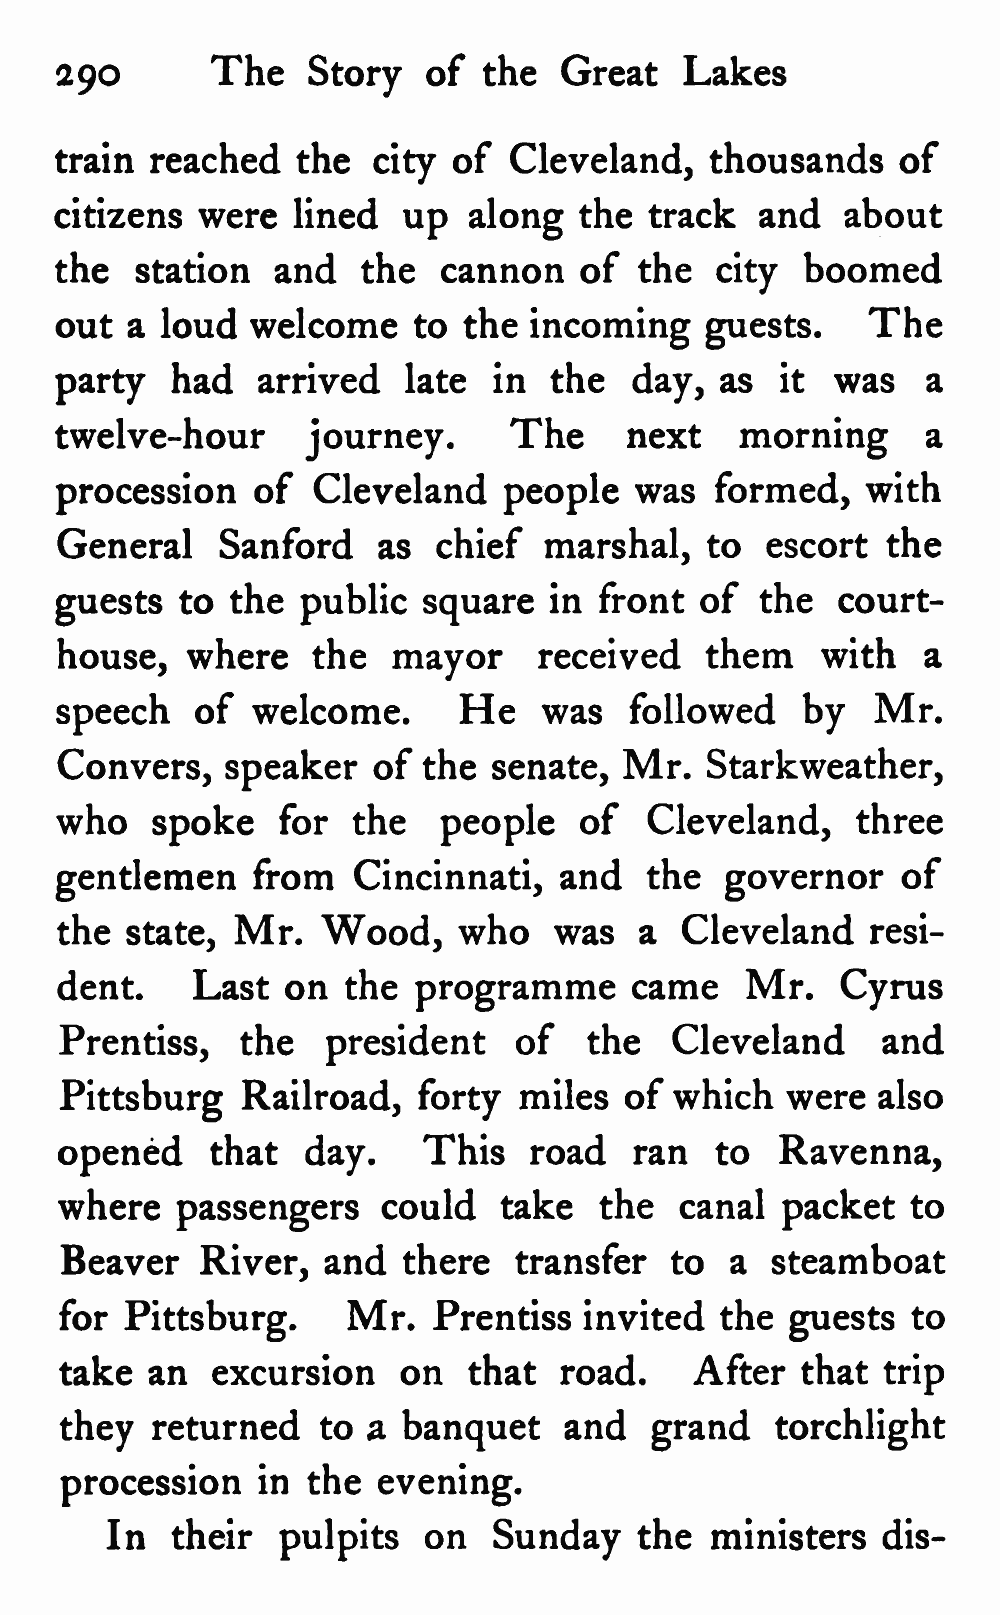 290 The Story of the Great Lakes
train reached the city of Cleveland, thousands of
citizens were lined up along the track and about
the station and the cannon of the city boomed
out a loud welcome to the incoming guests. The
party had arrived late in the day, as it was a
twelve-hour journey. The next morning a
procession of Cleveland people was formed, with
General Sanford as chief marshal, to escort the
guests to the public square in front of the court-
house, where the mayor received them with a
speech of welcome. He was followed by Mr.
Convers, speaker of the senate, Mr. Starkweather,
who spoke for the people of Cleveland, three
gentlemen from Cincinnati, and the governor of
the state, Mr. Wood, who was a Cleveland resi-
dent. Last on the programme came Mr. Cyrus
Prentiss, the president of the Cleveland and
Pittsburg Railroad, forty miles of which were also
opened that day. This road ran to Ravenna,
where passengers could take the canal packet to
Beaver River, and there transfer to a steamboat
for Pittsburg. Mr. Prentiss invited the guests to
take an excursion on that road. After that trip
they returned to a banquet and grand torchlight
procession in the evening.
In their pulpits on Sunday the ministers dis-